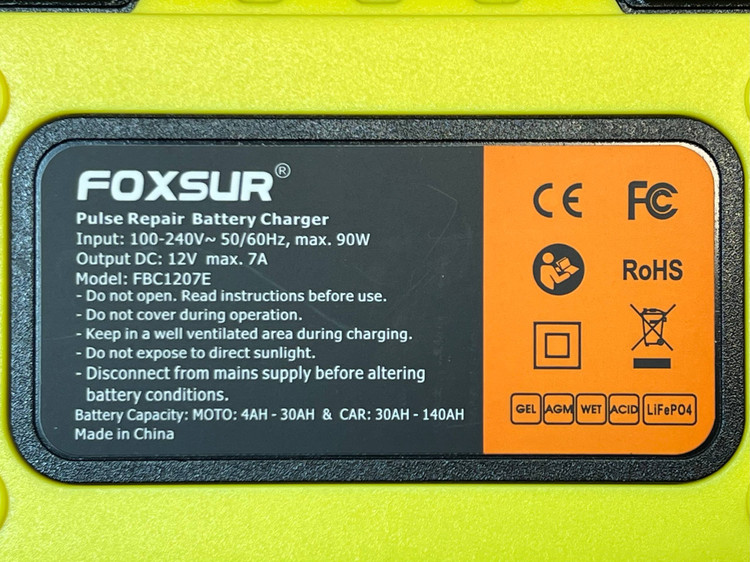 FOXSUR®
Pulse Repair Battery Charger
Input: 100-240V~ 50/60Hz, max. 90W
Output DC: 12V max. 7A
Model: FBC1207E
- Do not open. Read instructions before use.
- Do not cover during operation.
- Keep in a well ventilated area during charging.
- Do not expose to direct sunlight.
- Disconnect from mains supply before altering
battery conditions.
Battery Capacity: MOTO: 4AH - 30AH & CAR: 30AH - 140AH
Made in China
CE FC
RoHS
GEL AGM WET ACID LiFePO4